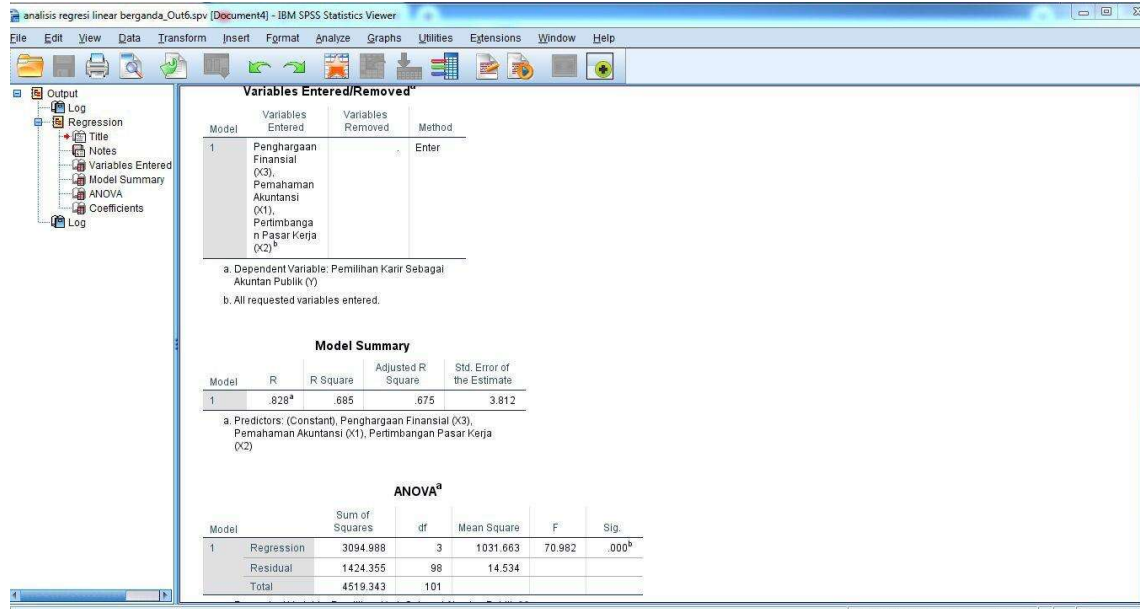 analisis regresi linear berganda_Out6.spv [Document4] - IBM SPSS Statistics Viewer
File Edit View Data Transform Insert Format Analyze Graphs Utilities Extensions Window Help
Output
Log
Regression
Title
Notes
Variables Entered
Model Summary
ANOVA
Coefficients
Log
Variables Entered/Removedᵃ
Model Variables Entered Variables Removed Method
1 Penghargaan Finansial (X3), Pemahaman Akuntansi (X1), Pertimbanga n Pasar Kerja (X2)ᵇ . Enter
a. Dependent Variable: Pemilihan Karir Sebagai
Akuntan Publik (Y)
b. All requested variables entered.
Model Summary
Model R R Square Adjusted R Square Std. Error of the Estimate
1 .828ᵃ .685 .675 3.812
a. Predictors: (Constant), Penghargaan Finansial (X3),
Pemahaman Akuntansi (X1), Pertimbangan Pasar Kerja
(X2)
ANOVAᵃ
Model Sum of Squares df Mean Square F Sig.
1 Regression 3094.988 3 1031.663 70.982 .000ᵇ
Residual 1424.355 98 14.534
Total 4519.343 101